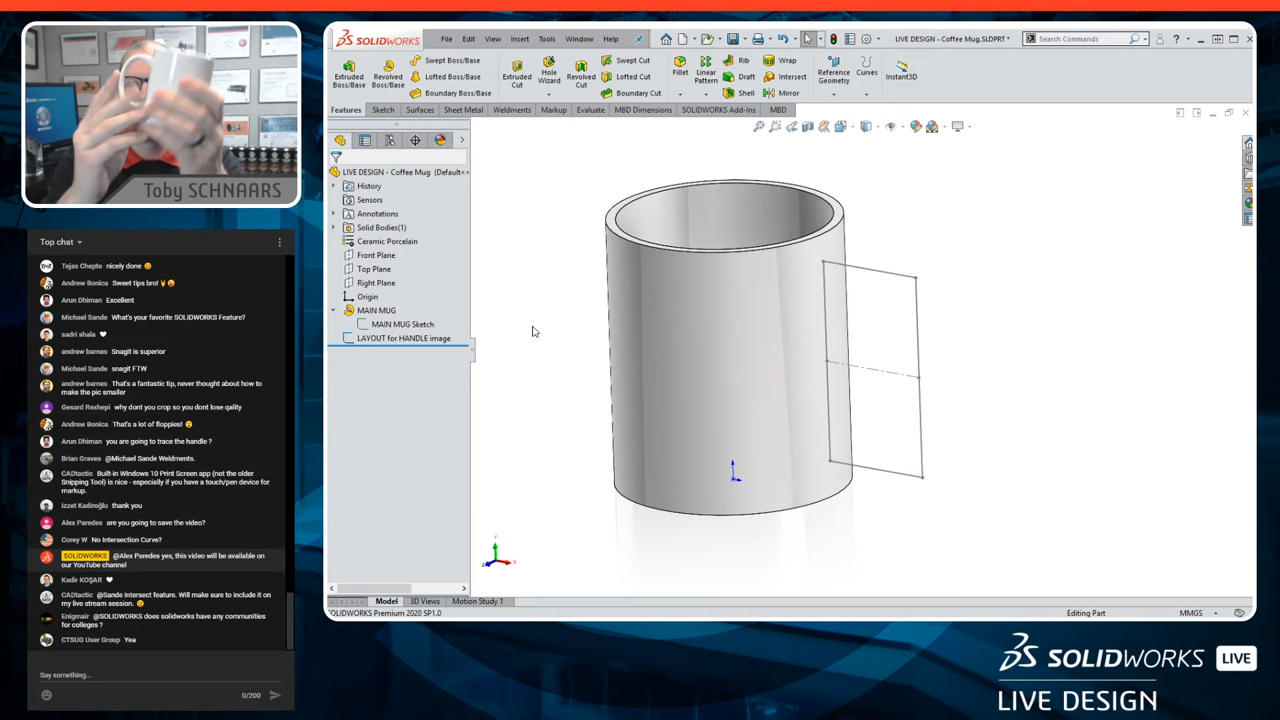 Toby SCHNAARS
Top chat
Tejas Chepte nicely done
Andrew Bonica Sweet tips bro!
Arun Dhiman Excellent
Michael Sande What's your favorite SOLIDWORKS Feature?
sadri shala
andrew barnes Snagit is superior
Michael Sande snagit FTW
andrew barnes That's a fantastic tip, never thought about how to
make the pic smaller
Gesard Rexhepi why dont you crop so you dont lose qality
Andrew Bonica That's a lot of floppies!
Arun Dhiman you are going to trace the handle ?
Brian Graves @Michael Sande Weldments.
CADtactic Built-in Windows 10 Print Screen app (not the older
Snipping Tool) is nice - especially if you have a touch/pen device for
markup.
Izzet Kadiroğlu thank you
Alex Paredes are you going to save the video?
Corey W No Intersection Curve?
SOLIDWORKS @Alex Paredes yes, this video will be available on
our YouTube channel
Kadir KOŞAR
CADtactic @Sande Intersect feature. Will make sure to include it on
my live stream session.
Enigmair @SOLIDWORKS does solidworks have any communities
for colleges ?
CTSUG User Group Yea
Say something...
0/200
SOLIDWORKS File Edit View Insert Tools Window Help LIVE DESIGN - Coffee Mug.SLDPRT * Search Commands
Extruded Boss/Base
Revolved Boss/Base
Swept Boss/Base
Lofted Boss/Base
Boundary Boss/Base
Extruded Cut
Hole Wizard
Revolved Cut
Swept Cut
Lofted Cut
Boundary Cut
Fillet
Linear Pattern
Rib
Draft
Shell
Wrap
Intersect
Mirror
Reference Geometry
Curves
Instant3D
Features Sketch Surfaces Sheet Metal Weldments Markup Evaluate MBD Dimensions SOLIDWORKS Add-Ins MBD
LIVE DESIGN - Coffee Mug (Default<<
History
Sensors
Annotations
Solid Bodies(1)
Ceramic Porcelain
Front Plane
Top Plane
Right Plane
Origin
MAIN MUG
MAIN MUG Sketch
LAYOUT for HANDLE image
Model 3D Views Motion Study 1
SOLIDWORKS Premium 2020 SP1.0 Editing Part MMGS
SOLIDWORKS LIVE
LIVE DESIGN